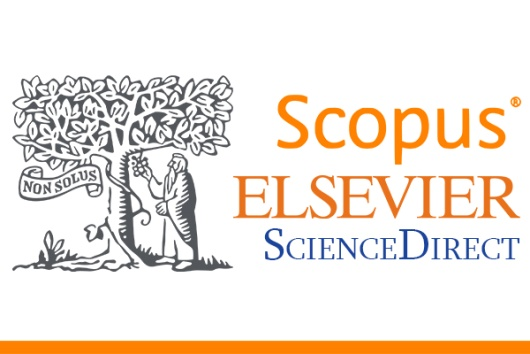 NON SOLUS
Scopus®
ELSEVIER
SCIENCEDIRECT